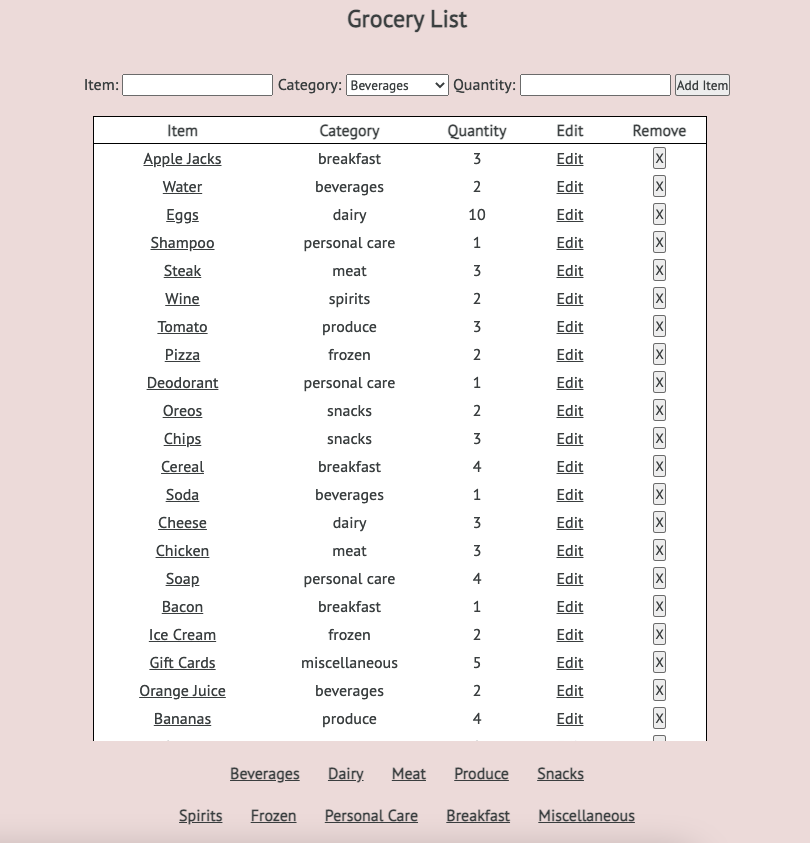 Grocery List
Item: Category: Beverages Quantity: Add Item
Item Category Quantity Edit Remove
Apple Jacks breakfast 3 Edit X
Water beverages 2 Edit X
Eggs dairy 10 Edit X
Shampoo personal care 1 Edit X
Steak meat 3 Edit X
Wine spirits 2 Edit X
Tomato produce 3 Edit X
Pizza frozen 2 Edit X
Deodorant personal care 1 Edit X
Oreos snacks 2 Edit X
Chips snacks 3 Edit X
Cereal breakfast 4 Edit X
Soda beverages 1 Edit X
Cheese dairy 3 Edit X
Chicken meat 3 Edit X
Soap personal care 4 Edit X
Bacon breakfast 1 Edit X
Ice Cream frozen 2 Edit X
Gift Cards miscellaneous 5 Edit X
Orange Juice beverages 2 Edit X
Bananas produce 4 Edit X
Beverages Dairy Meat Produce Snacks
Spirits Frozen Personal Care Breakfast Miscellaneous